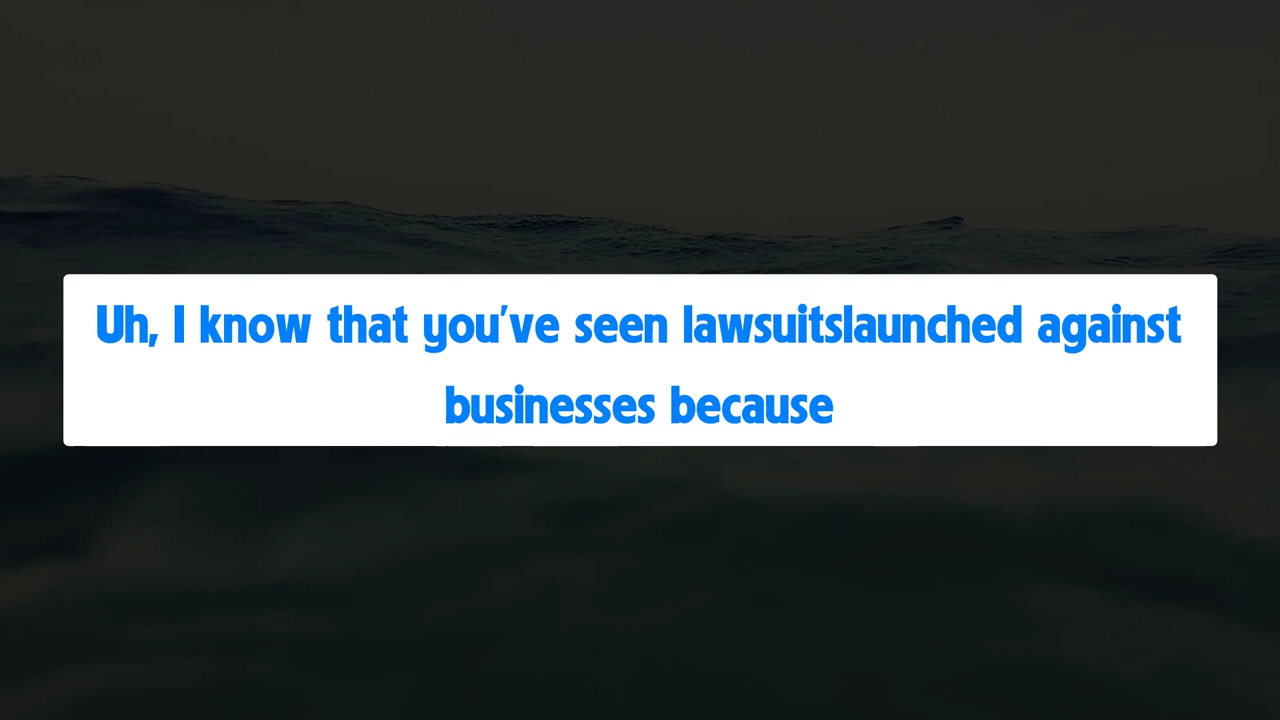 Uh, I know that you've seen lawsuitslaunched against
businesses because